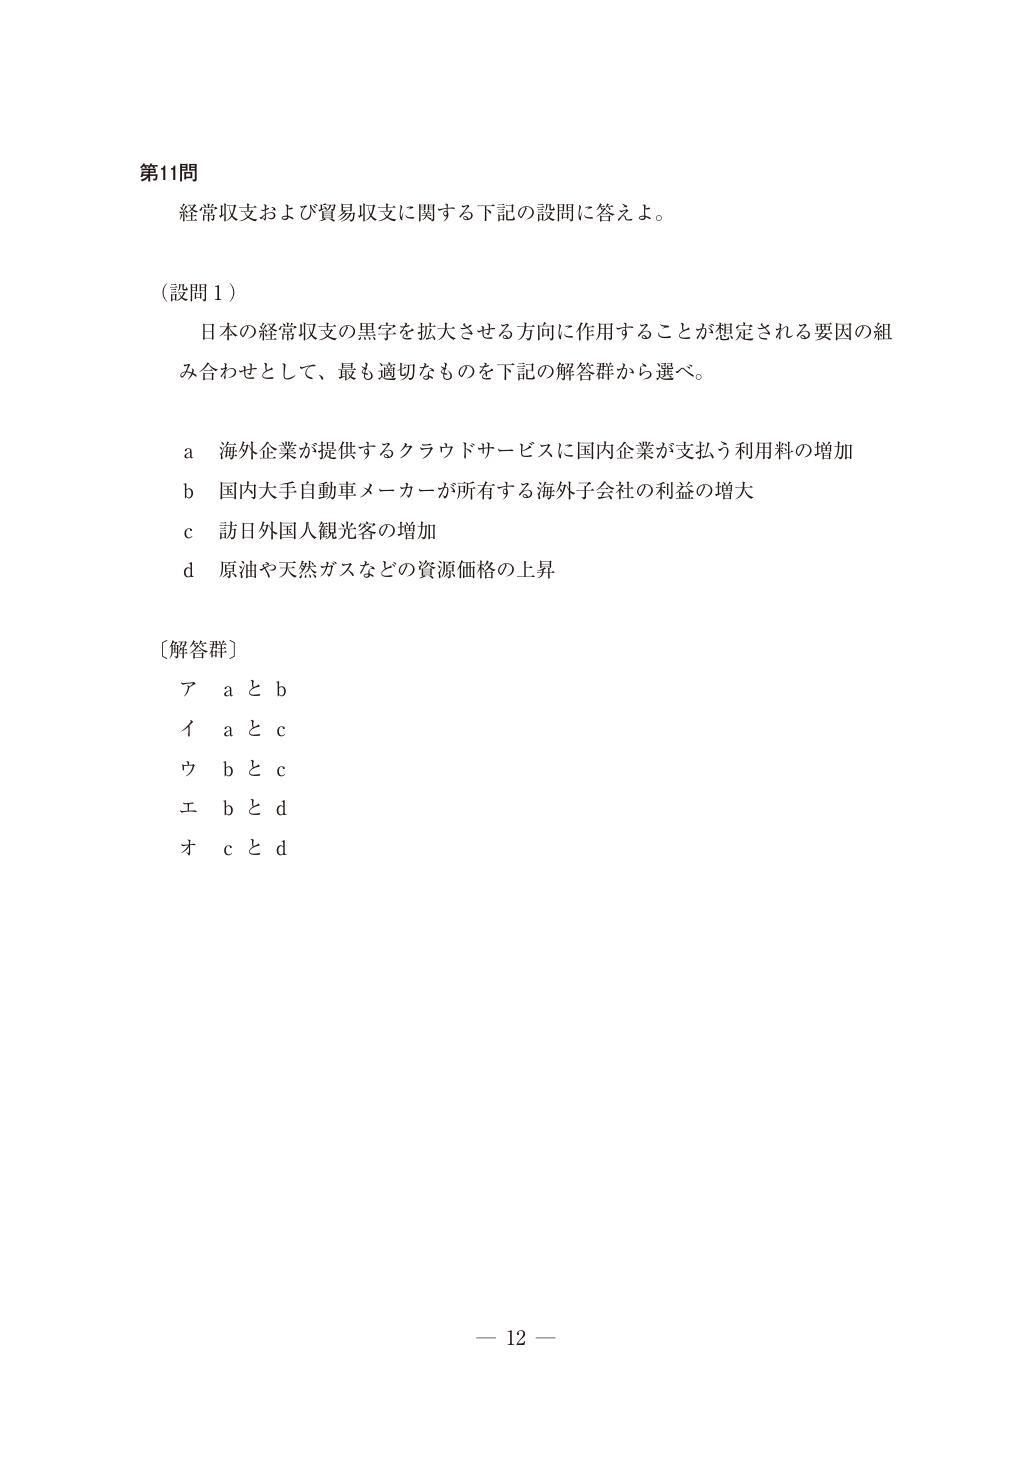 第11問
経常収支および貿易収支に関する下記の設問に答えよ。
（設問１）
日本の経常収支の黒字を拡大させる方向に作用することが想定される要因の組
み合わせとして、最も適切なものを下記の解答群から選べ。
a　海外企業が提供するクラウドサービスに国内企業が支払う利用料の増加
b　国内大手自動車メーカーが所有する海外子会社の利益の増大
c　訪日外国人観光客の増加
d　原油や天然ガスなどの資源価格の上昇
〔解答群〕
ア　a と b
イ　a と c
ウ　b と c
エ　b と d
オ　c と d
— 12 —